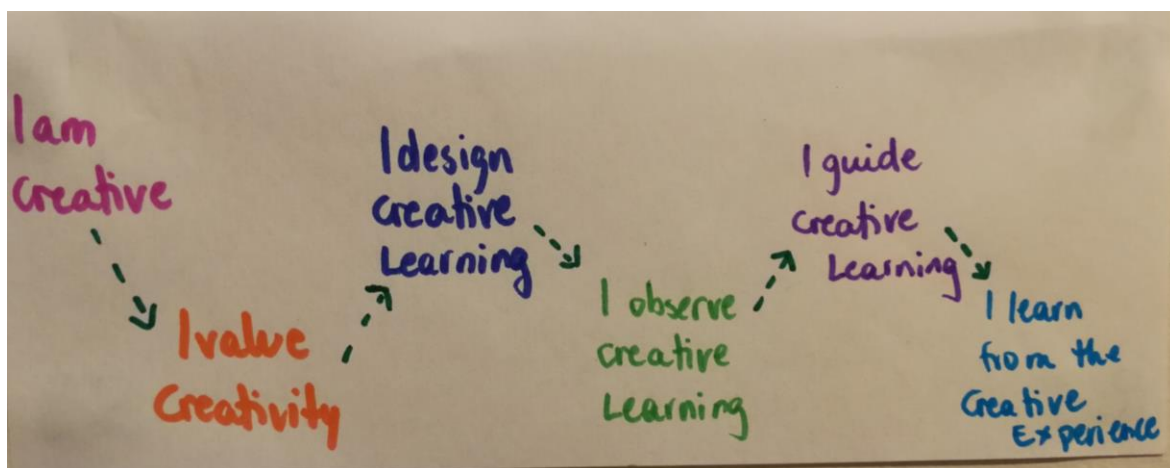 I am
Creative
I value
Creativity
I design
Creative
Learning
I observe
creative
Learning
I guide
creative
Learning
I learn
from the
Creative
Experience